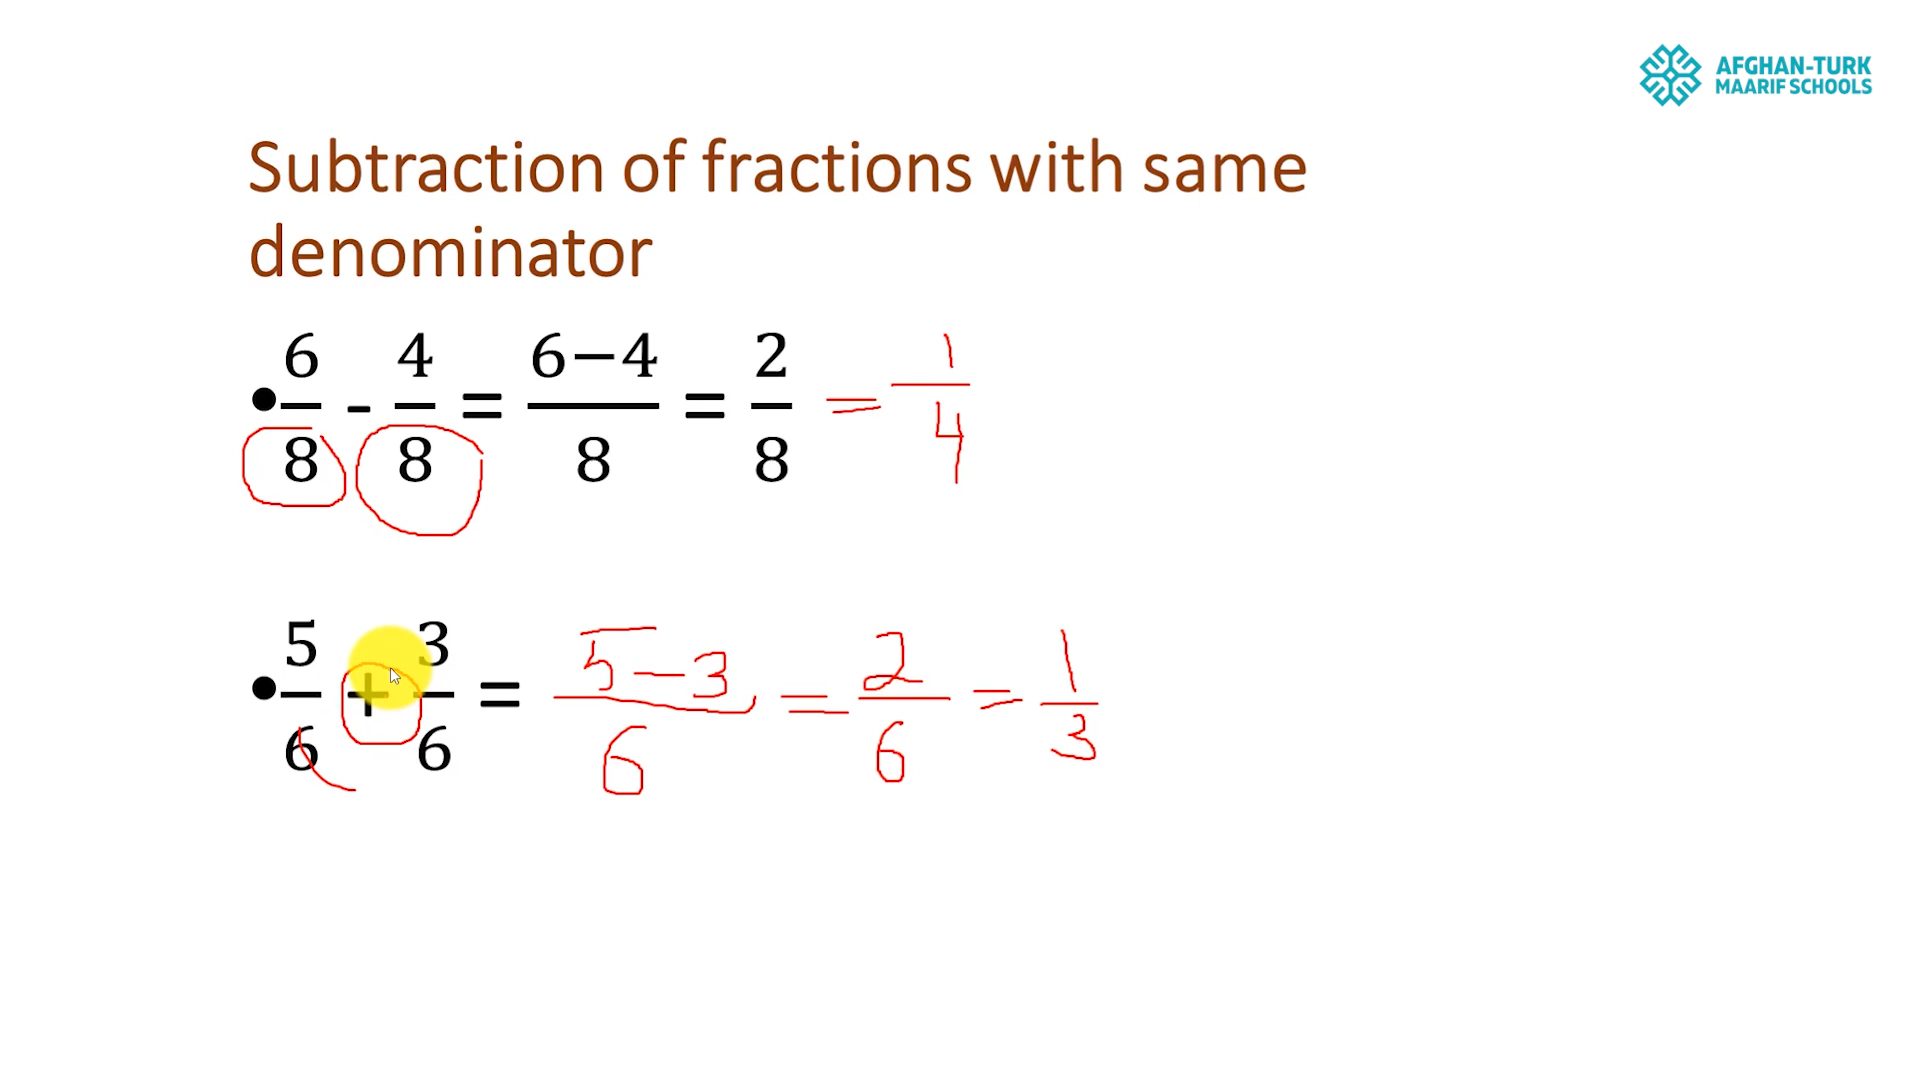 AFGHAN-TURK
MAARIF SCHOOLS
Subtraction of fractions with same
denominator
• 6/8 - 4/8 = 6−4/8 = 2/8 = 1/4
• 5/6 + 3/6 = 5−3/6 = 2/6 = 1/3